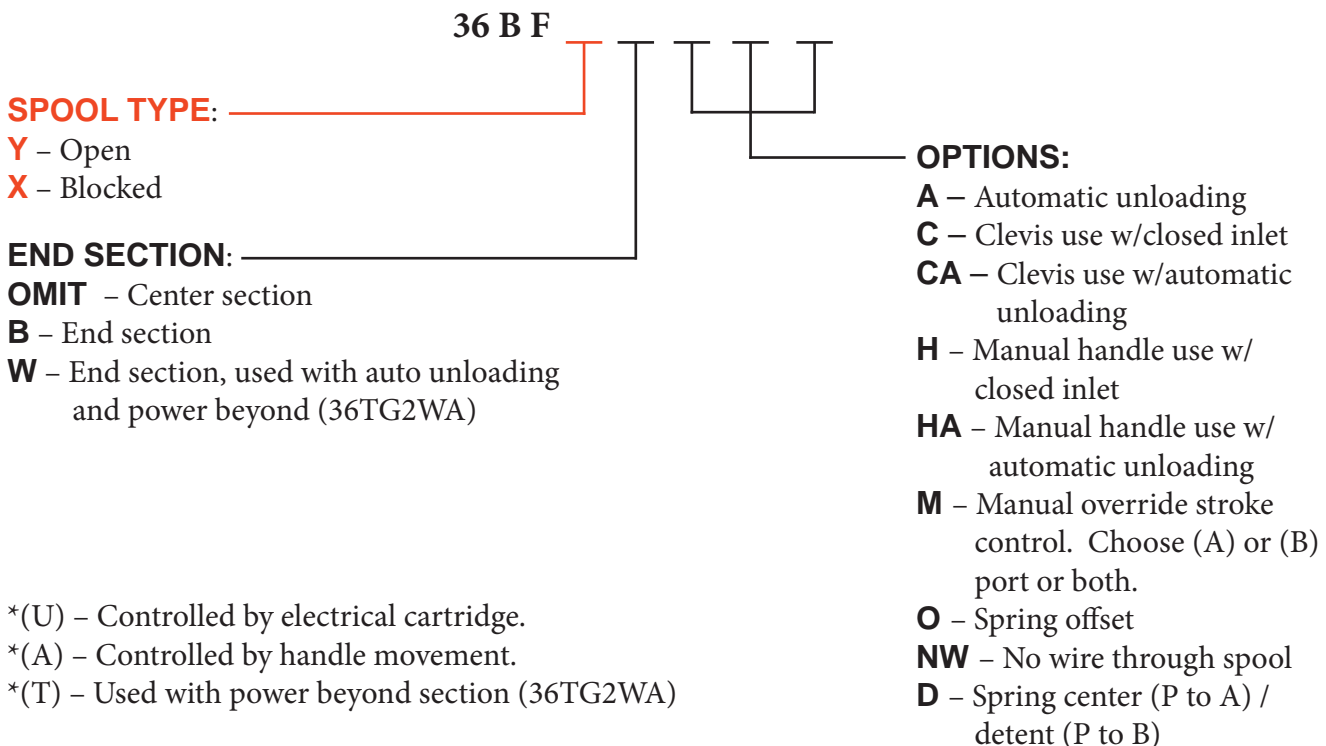 36 B F
SPOOL TYPE:
Y – Open
X – Blocked
END SECTION:
OMIT – Center section
B – End section
W – End section, used with auto unloading
and power beyond (36TG2WA)
*(U) – Controlled by electrical cartridge.
*(A) – Controlled by handle movement.
*(T) – Used with power beyond section (36TG2WA)
OPTIONS:
A – Automatic unloading
C – Clevis use w/closed inlet
CA – Clevis use w/automatic
unloading
H – Manual handle use w/
closed inlet
HA – Manual handle use w/
automatic unloading
M – Manual override stroke
control. Choose (A) or (B)
port or both.
O – Spring offset
NW – No wire through spool
D – Spring center (P to A) /
detent (P to B)